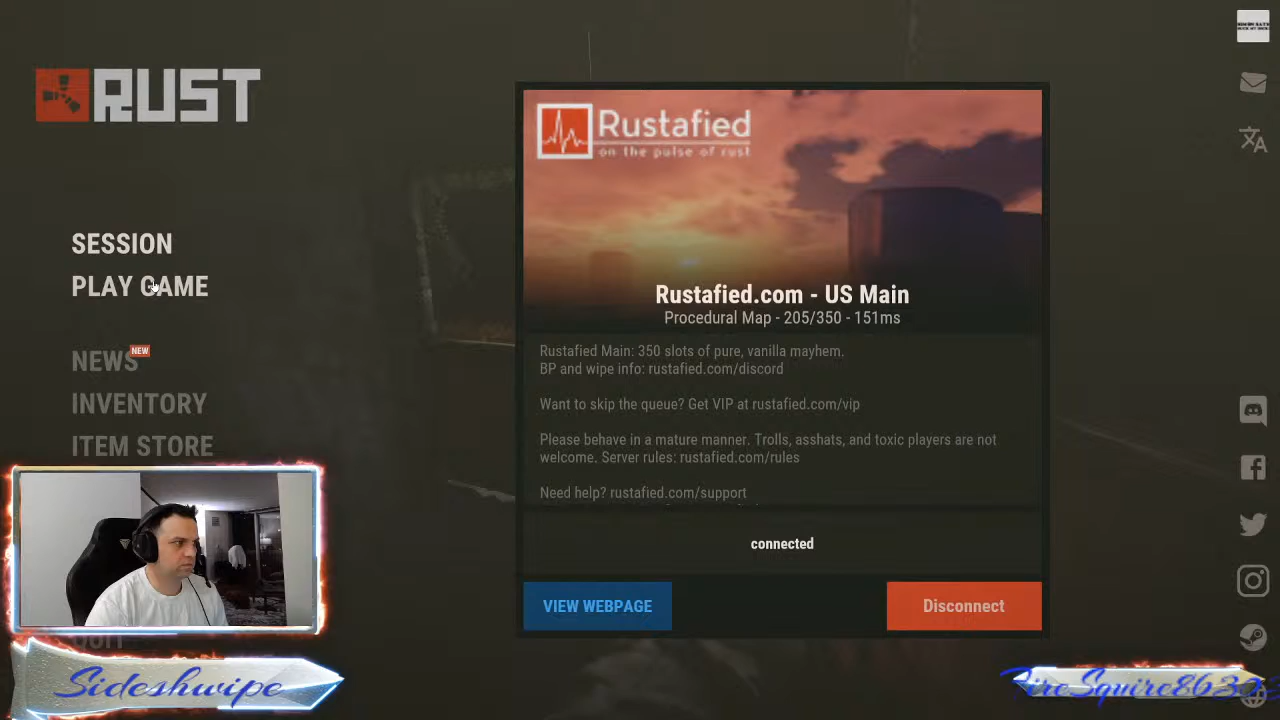 RUST
SESSION
PLAY GAME
NEWS
NEW
INVENTORY
ITEM STORE
QUIT
Rustafied
on the pulse of rust
Rustafied.com - US Main
Procedural Map - 205/350 - 151ms
Rustafied Main: 350 slots of pure, vanilla mayhem.
BP and wipe info: rustafied.com/discord
Want to skip the queue? Get VIP at rustafied.com/vip
Please behave in a mature manner. Trolls, asshats, and toxic players are not
welcome. Server rules: rustafied.com/rules
Need help? rustafied.com/support
connected
VIEW WEBPAGE
Disconnect
Sideshwipe